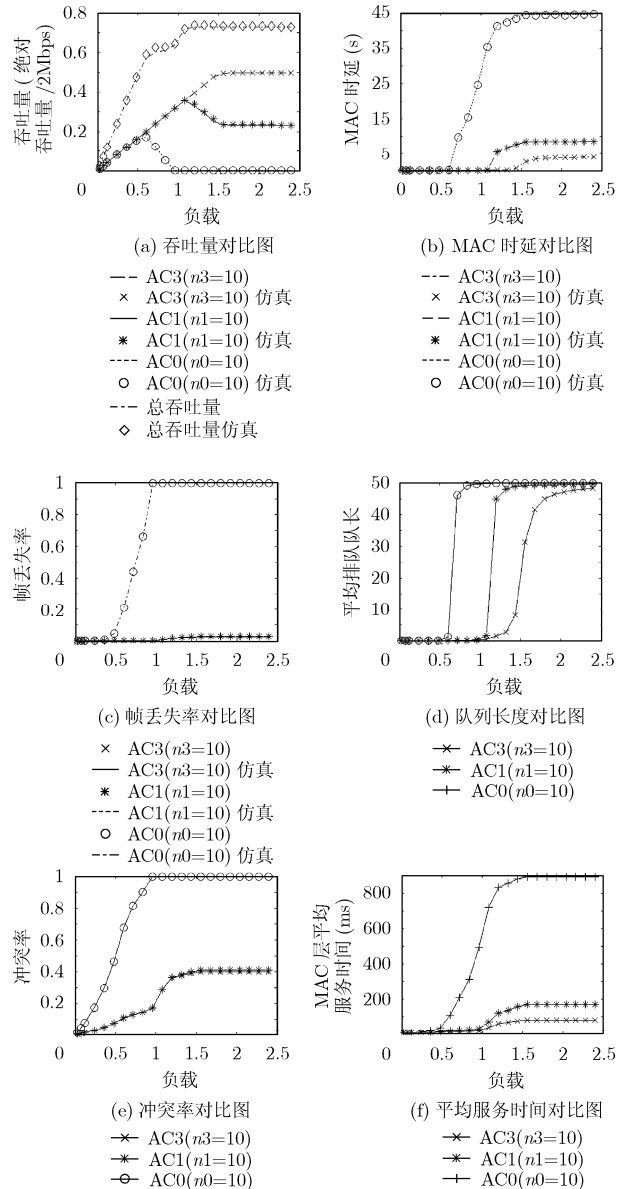 吞吐量(绝对
吞吐量/2Mbps)
0.8
0.6
0.4
0.2
0
0.5
1.0
1.5
2
2.5
负载
(a) 吞吐量对比图
AC3(n3=10)
AC3(n3=10) 仿真
AC1(n1=10)
AC1(n1=10) 仿真
AC0(n0=10)
AC0(n0=10) 仿真
总吞吐量
总吞吐量仿真
MAC 时延 (s)
45
35
25
15
5
0
0.5
1.0
1.5
2
2.5
负载
(b) MAC 时延对比图
AC3(n3=10)
AC3(n3=10) 仿真
AC1(n1=10)
AC1(n1=10) 仿真
AC0(n0=10)
AC0(n0=10) 仿真
帧丢失率
1
0.8
0.6
0.4
0.2
0
0.5
1.0
1.5
2
2.5
负载
(c) 帧丢失率对比图
AC3(n3=10)
AC3(n3=10) 仿真
AC1(n1=10)
AC1(n1=10) 仿真
AC0(n0=10)
AC0(n0=10) 仿真
平均排队队长
50
40
30
20
10
0
0.5
1.0
1.5
2
2.5
负载
(d) 队列长度对比图
AC3(n3=10)
AC1(n1=10)
AC0(n0=10)
冲突率
1
0.8
0.6
0.4
0.2
0
0.5
1.0
1.5
2
2.5
负载
(e) 冲突率对比图
AC3(n3=10)
AC1(n1=10)
AC0(n0=10)
MAC 层平均
服务时间 (ms)
800
600
400
200
0
0.5
1.0
1.5
2
2.5
负载
(f) 平均服务时间对比图
AC3(n3=10)
AC1(n1=10)
AC0(n0=10)